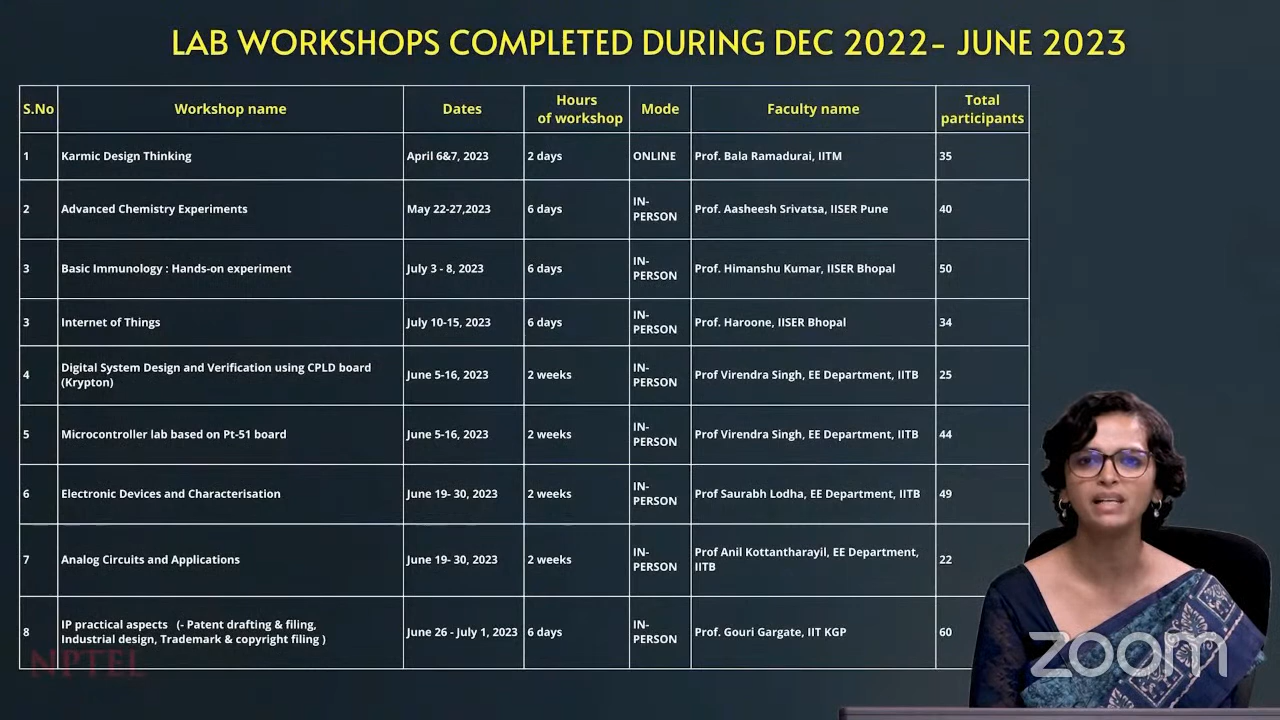 LAB WORKSHOPS COMPLETED DURING DEC 2022- JUNE 2023
S.No Workshop name Dates Hours of workshop Mode Faculty name Total participants
1 Karmic Design Thinking April 6&7, 2023 2 days ONLINE Prof. Bala Ramadurai, IITM 35
2 Advanced Chemistry Experiments May 22-27,2023 6 days IN-PERSON Prof. Aasheesh Srivatsa, IISER Pune 40
3 Basic Immunology : Hands-on experiment July 3 - 8, 2023 6 days IN-PERSON Prof. Himanshu Kumar, IISER Bhopal 50
3 Internet of Things July 10-15, 2023 6 days IN-PERSON Prof. Haroone, IISER Bhopal 34
4 Digital System Design and Verification using CPLD board (Krypton) June 5-16, 2023 2 weeks IN-PERSON Prof Virendra Singh, EE Department, IITB 25
5 Microcontroller lab based on Pt-51 board June 5-16, 2023 2 weeks IN-PERSON Prof Virendra Singh, EE Department, IITB 44
6 Electronic Devices and Characterisation June 19- 30, 2023 2 weeks IN-PERSON Prof Saurabh Lodha, EE Department, IITB 49
7 Analog Circuits and Applications June 19- 30, 2023 2 weeks IN-PERSON Prof Anil Kottantharayil, EE Department, IITB 22
8 IP practical aspects (- Patent drafting & filing, Industrial design, Trademark & copyright filing ) June 26 - July 1, 2023 6 days IN-PERSON Prof. Gouri Gargate, IIT KGP 60
NPTEL
zoom